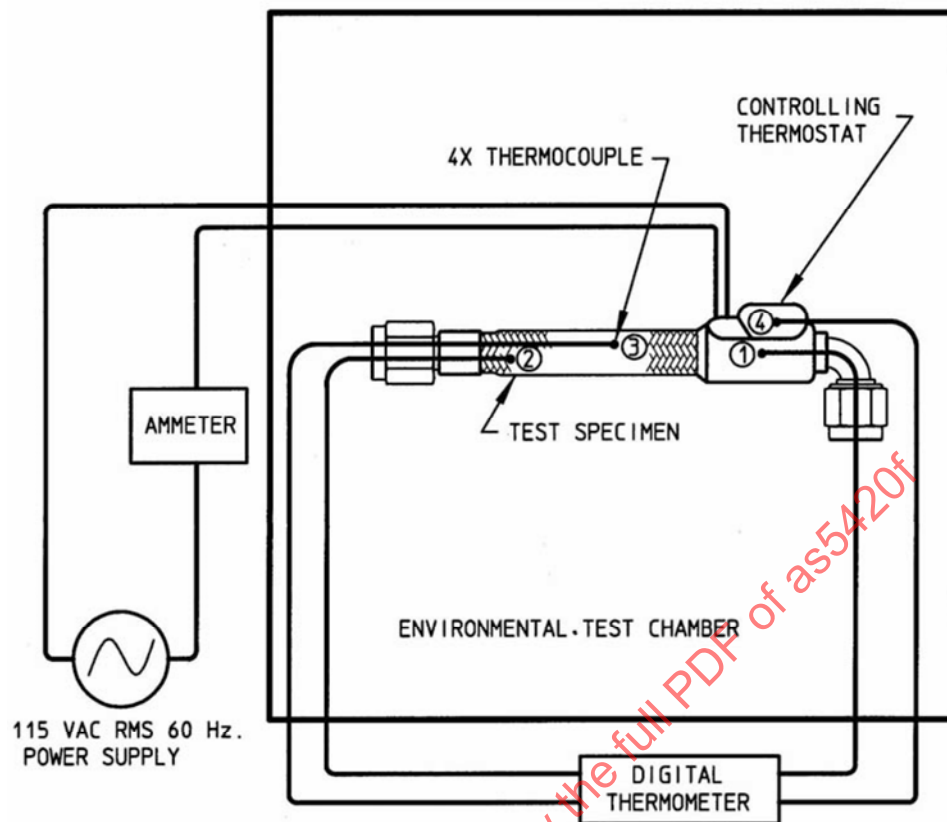 CONTROLLING
THERMOSTAT
4X THERMOCOUPLE
4
3
1
2
AMMETER
TEST SPECIMEN
ENVIRONMENTAL.TEST CHAMBER
115 VAC RMS 60 Hz.
POWER SUPPLY
DIGITAL
THERMOMETER
the full PDF of as5420f